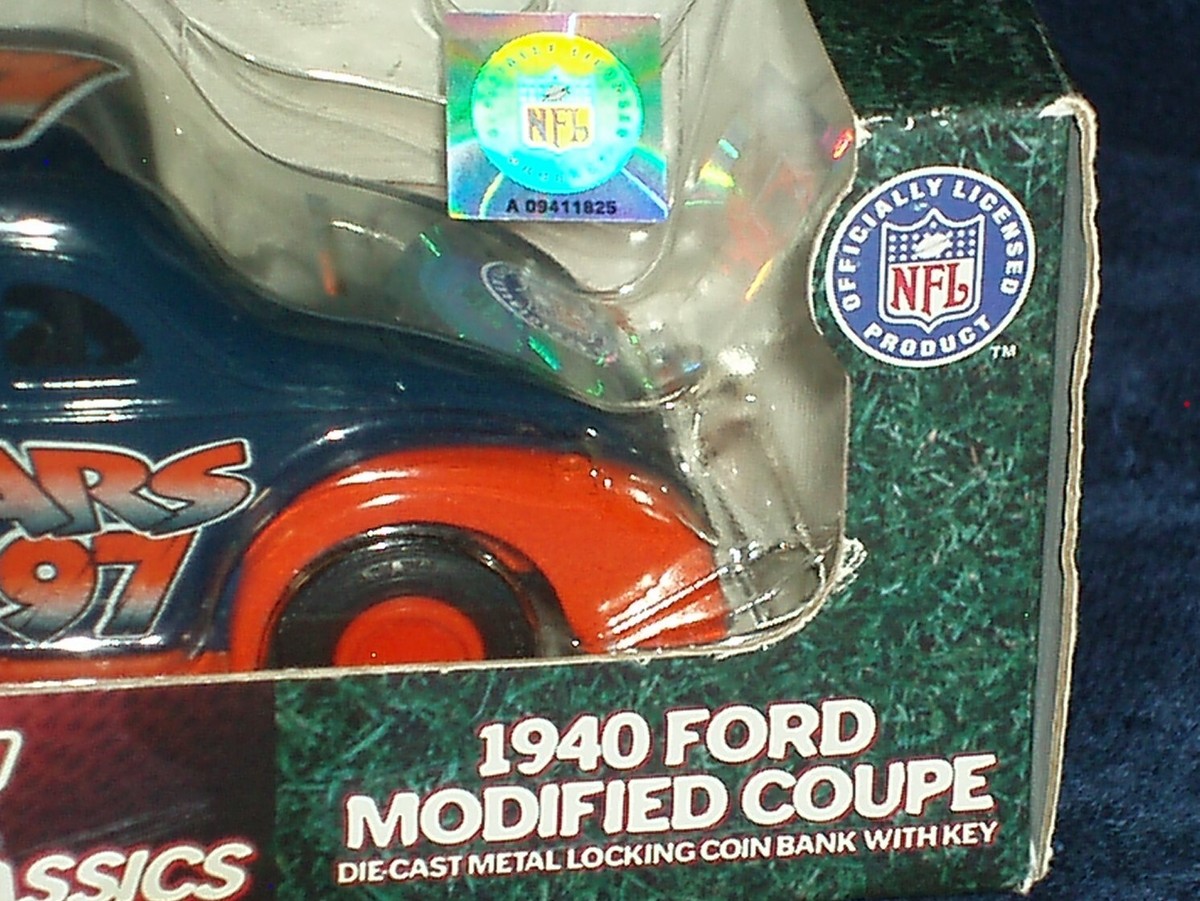 NFL
A 09411825
OFFICIALLY LICENSED
NFL
PRODUCT
TM
ARS
97
1940 FORD
MODIFIED COUPE
DIE-CAST METAL LOCKING COIN BANK WITH KEY
ASSICS